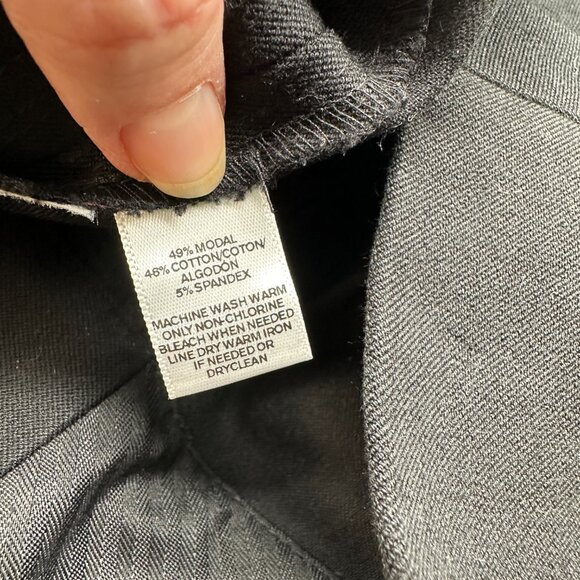 49% MODAL
46% COTTON/COTON/
ALGODÓN
5% SPANDEX
MACHINE WASH WARM
ONLY NON-CHLORINE
BLEACH WHEN NEEDED
LINE DRY WARM IRON
IF NEEDED OR
DRYCLEAN